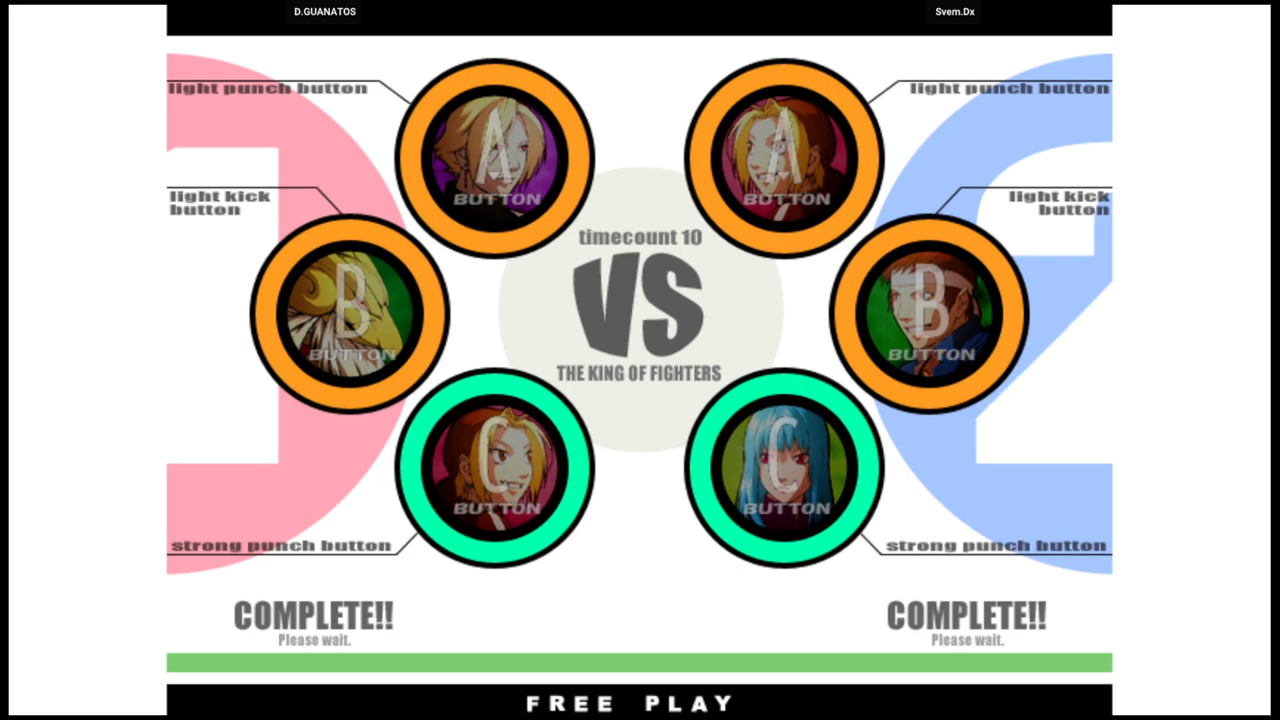 D.GUANATOS
Svem.Dx
light punch button
light punch button
A
BUTTON
A
BUTTON
light kick
button
light kick
button
timecount 10
VS
THE KING OF FIGHTERS
B
BUTTON
B
BUTTON
C
BUTTON
C
BUTTON
strong punch button
strong punch button
COMPLETE!!
Please wait.
COMPLETE!!
Please wait.
FREE PLAY
1
2